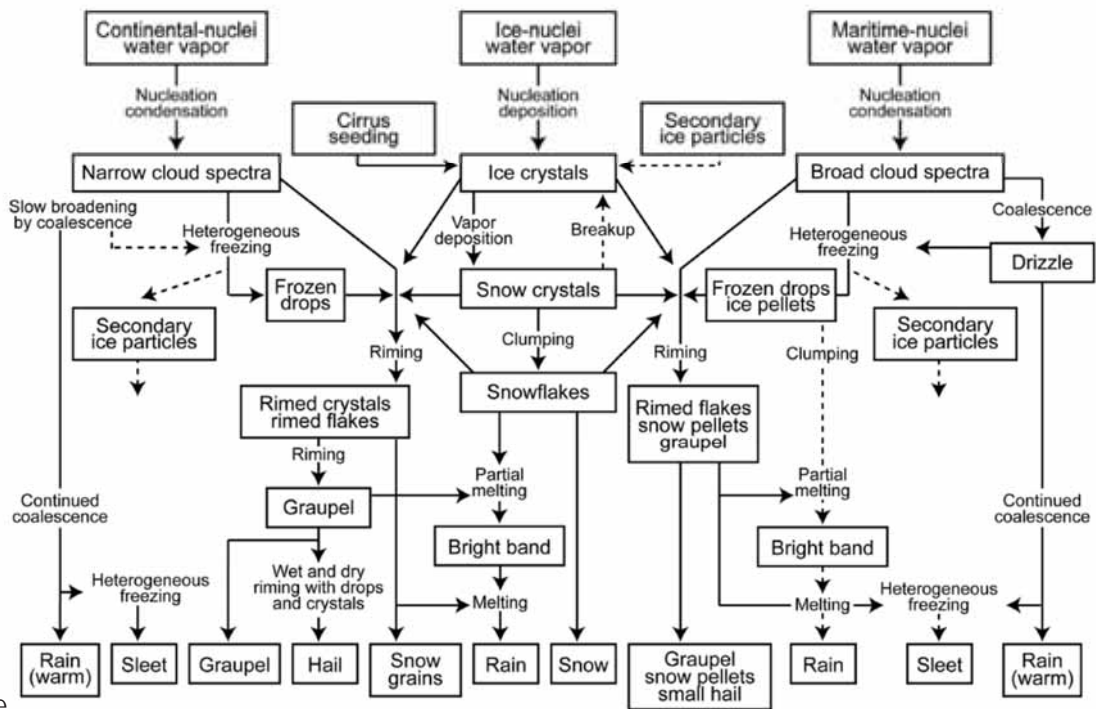 Continental-nuclei
water vapor
Ice-nuclei
water vapor
Maritime-nuclei
water vapor
Nucleation
condensation
Nucleation
deposition
Nucleation
condensation
Cirrus
seeding
Secondary
ice particles
Narrow cloud spectra
Ice crystals
Broad cloud spectra
Slow broadening
by coalescence
Heterogeneous
freezing
Vapor
deposition
Breakup
Heterogeneous
freezing
Coalescence
Drizzle
Frozen
drops
Snow crystals
Frozen drops
ice pellets
Secondary
ice particles
Riming
Clumping
Riming
Clumping
Secondary
ice particles
Rimed crystals
rimed flakes
Snowflakes
Rimed flakes
snow pellets
graupel
Riming
Partial
melting
Partial
melting
Continued
coalescence
Graupel
Continued
coalescence
Bright band
Bright band
Heterogeneous
freezing
Wet and dry
riming with drops
and crystals
Melting
Melting
Heterogeneous
freezing
Rain
(warm)
Sleet
Graupel
Hail
Snow
grains
Rain
Snow
Graupel
snow pellets
small hail
Rain
Sleet
Rain
(warm)
e